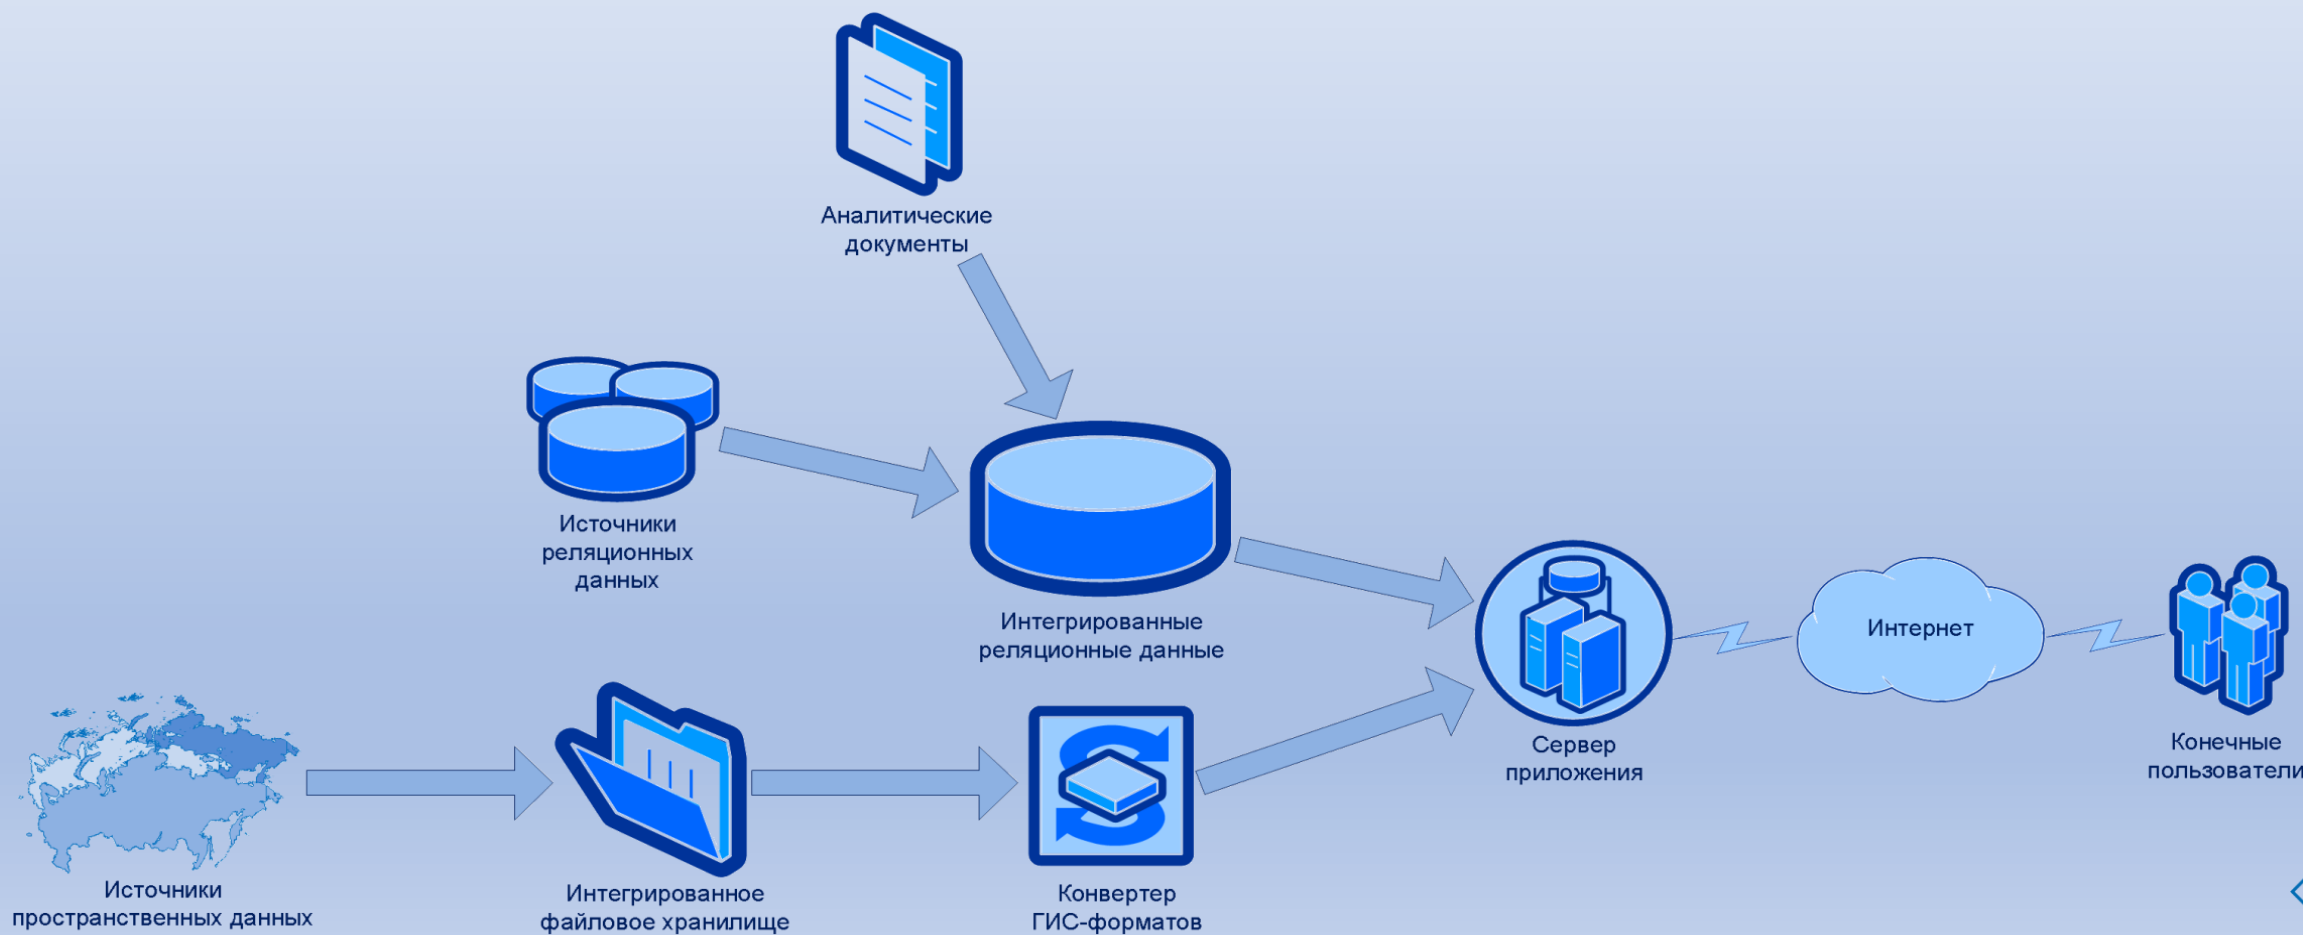 Аналитические
документы
Источники
реляционных
данных
Интегрированные
реляционные данные
Интернет
Сервер
приложения
Конечные
пользователи
Источники
пространственных данных
Интегрированное
файловое хранилище
Конвертер
ГИС-форматов